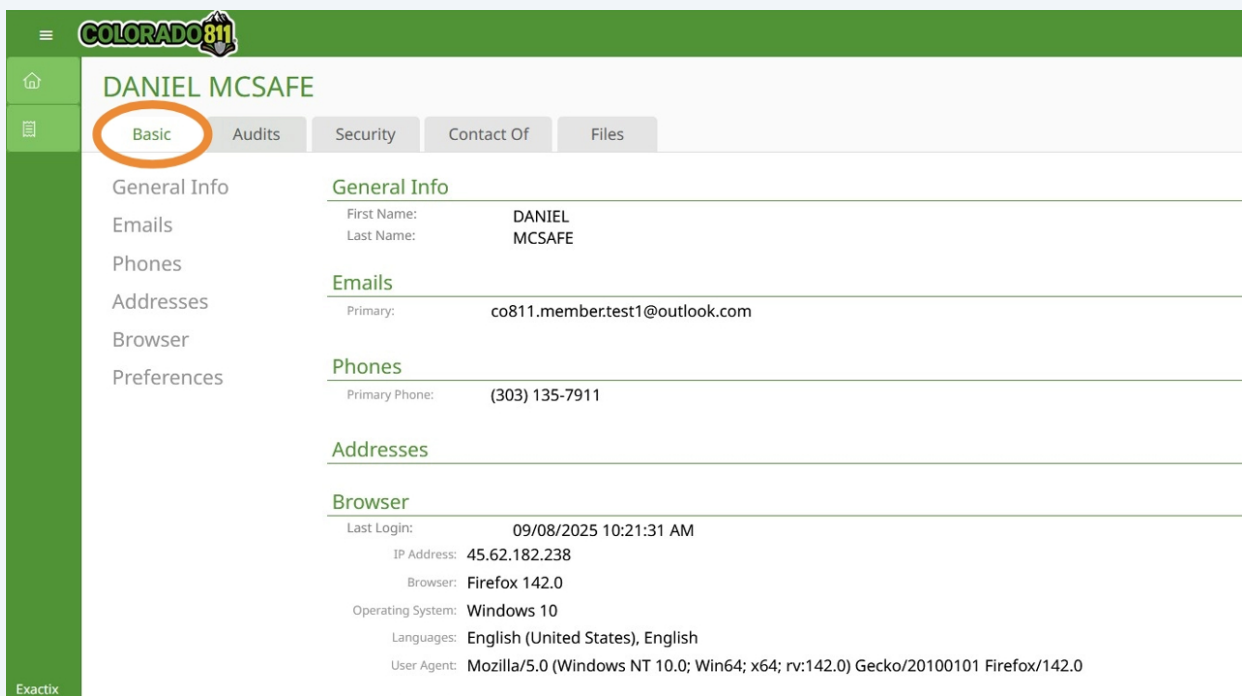 COLORADO811
DANIEL MCSAFE
Basic Audits Security Contact Of Files
General Info
Emails
Phones
Addresses
Browser
Preferences
General Info
First Name: DANIEL
Last Name: MCSAFE
Emails
Primary: co811.member.test1@outlook.com
Phones
Primary Phone: (303) 135-7911
Addresses
Browser
Last Login: 09/08/2025 10:21:31 AM
IP Address: 45.62.182.238
Browser: Firefox 142.0
Operating System: Windows 10
Languages: English (United States), English
User Agent: Mozilla/5.0 (Windows NT 10.0; Win64; x64; rv:142.0) Gecko/20100101 Firefox/142.0
Exactix